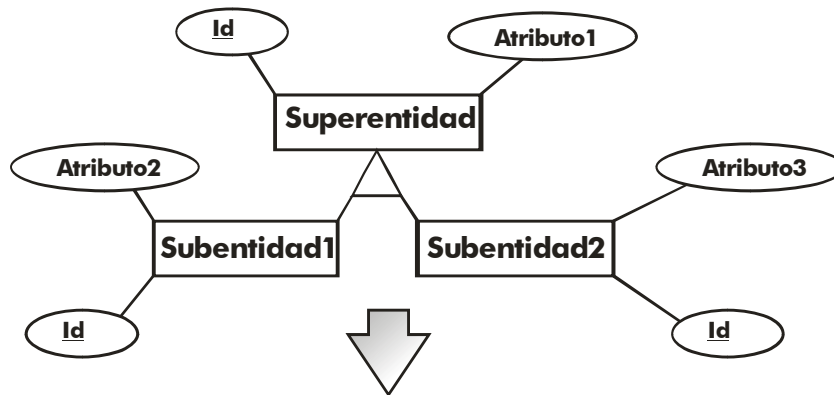 Id
Atributo1
Superentidad
Atributo2
Atributo3
Subentidad1
Subentidad2
Id
Id